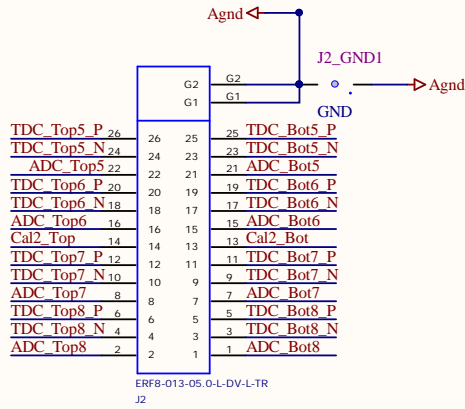 Agnd
J2_GND1
G2 G2
Agnd
G1 G1
GND
TDC_Top5_P 26 26 25 25 TDC_Bot5_P
TDC_Top5_N 24 24 23 23 TDC_Bot5_N
ADC_Top5 22 22 21 21 ADC_Bot5
TDC_Top6_P 20 20 19 19 TDC_Bot6_P
TDC_Top6_N 18 18 17 17 TDC_Bot6_N
ADC_Top6 16 16 15 15 ADC_Bot6
Cal2_Top 14 14 13 13 Cal2_Bot
TDC_Top7_P 12 12 11 11 TDC_Bot7_P
TDC_Top7_N 10 10 9 9 TDC_Bot7_N
ADC_Top7 8 8 7 7 ADC_Bot7
TDC_Top8_P 6 6 5 5 TDC_Bot8_P
TDC_Top8_N 4 4 3 3 TDC_Bot8_N
ADC_Top8 2 2 1 1 ADC_Bot8
ERF8-013-05.0-L-DV-L-TR
J2